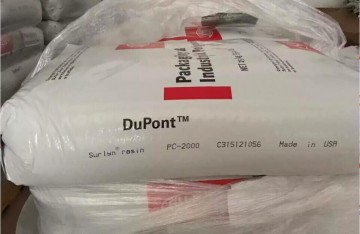 Packaging &
Industrial Po
DuPont™
Surlyn® resin PC-2000 C315121056 Made in USA